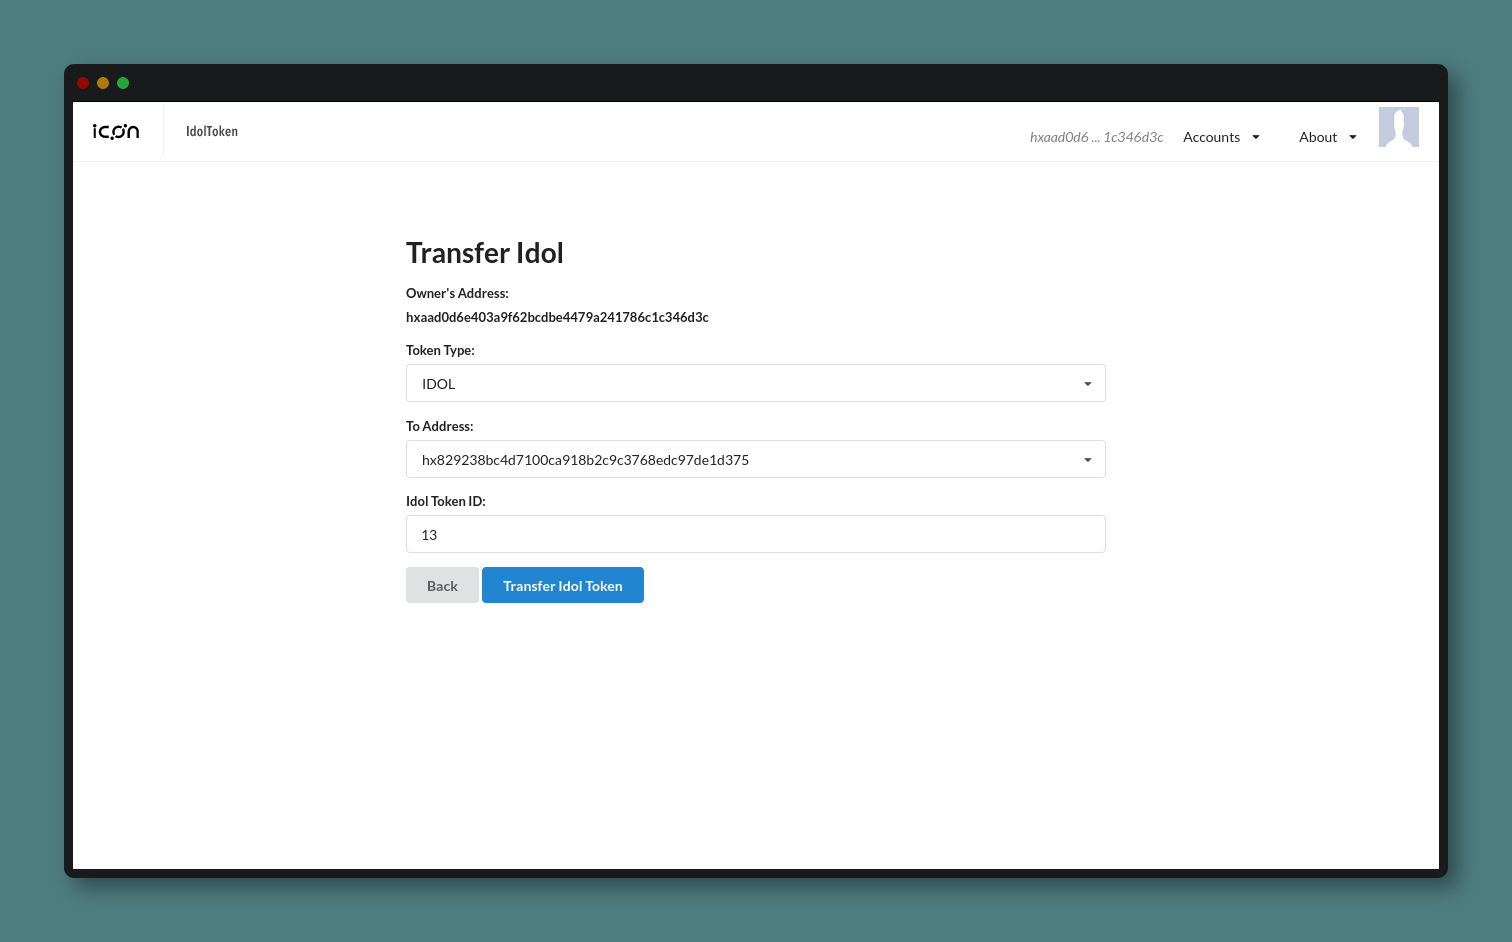 icon
IdolToken
hxaad0d6 ... 1c346d3c
Accounts
About
Transfer Idol
Owner's Address:
hxaad0d6e403a9f62bcdbe4479a241786c1c346d3c
Token Type:
IDOL
To Address:
hx829238bc4d7100ca918b2c9c3768edc97de1d375
Idol Token ID:
13
Back
Transfer Idol Token